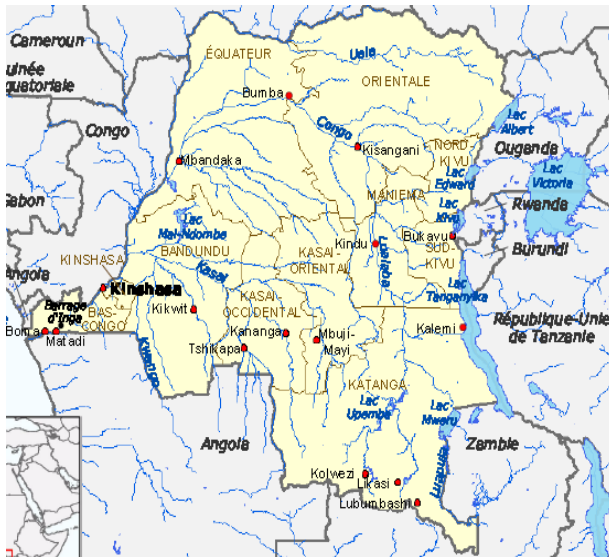 Cameroun
ÉQUATEUR
Uele
ORIENTALE
Guinée
Équatoriale
Bumba
Lac
Albert
Congo
Congo
Kisangani
NORD-
KIVU
Ouganda
Mbandaka
Lac
Edward
Lac
Victoria
Gabon
MANIEMA
Rwanda
Lac
Mai-Ndombe
Lac
Kivu
BANDUNDU
Kindu
Lualaba
Bukavu
SUD-
KIVU
Burundi
KINSHASA
Kasai
KASAI-
ORIENTAL
Angola
Lac
Tanganyika
Kinshasa
Barrage
d'Inga
BAS-
CONGO
Kikwit
KASAI-
OCCIDENTAL
République-Unie
de Tanzanie
Boma
Matadi
Kananga
Mbuji-
Mayi
Kalemi
Tshikapa
Kwango
KATANGA
Lac
Upemba
Lac
Mweru
Angola
Zambie
Kolwezi
Likasi
Lubumbashi